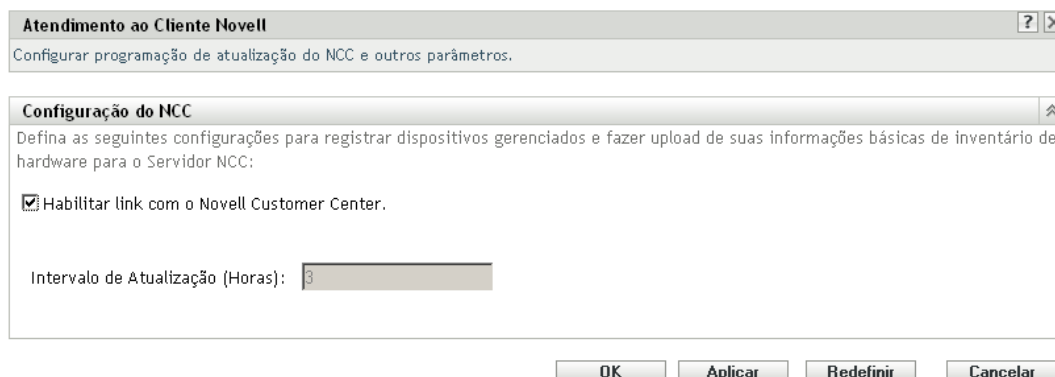 Atendimento ao Cliente Novell
?
Configurar programação de atualização do NCC e outros parâmetros.
Configuração do NCC
Defina as seguintes configurações para registrar dispositivos gerenciados e fazer upload de suas informações básicas de inventário de
hardware para o Servidor NCC:
Habilitar link com o Novell Customer Center.
Intervalo de Atualização (Horas): 3
OK Aplicar Redefinir Cancelar